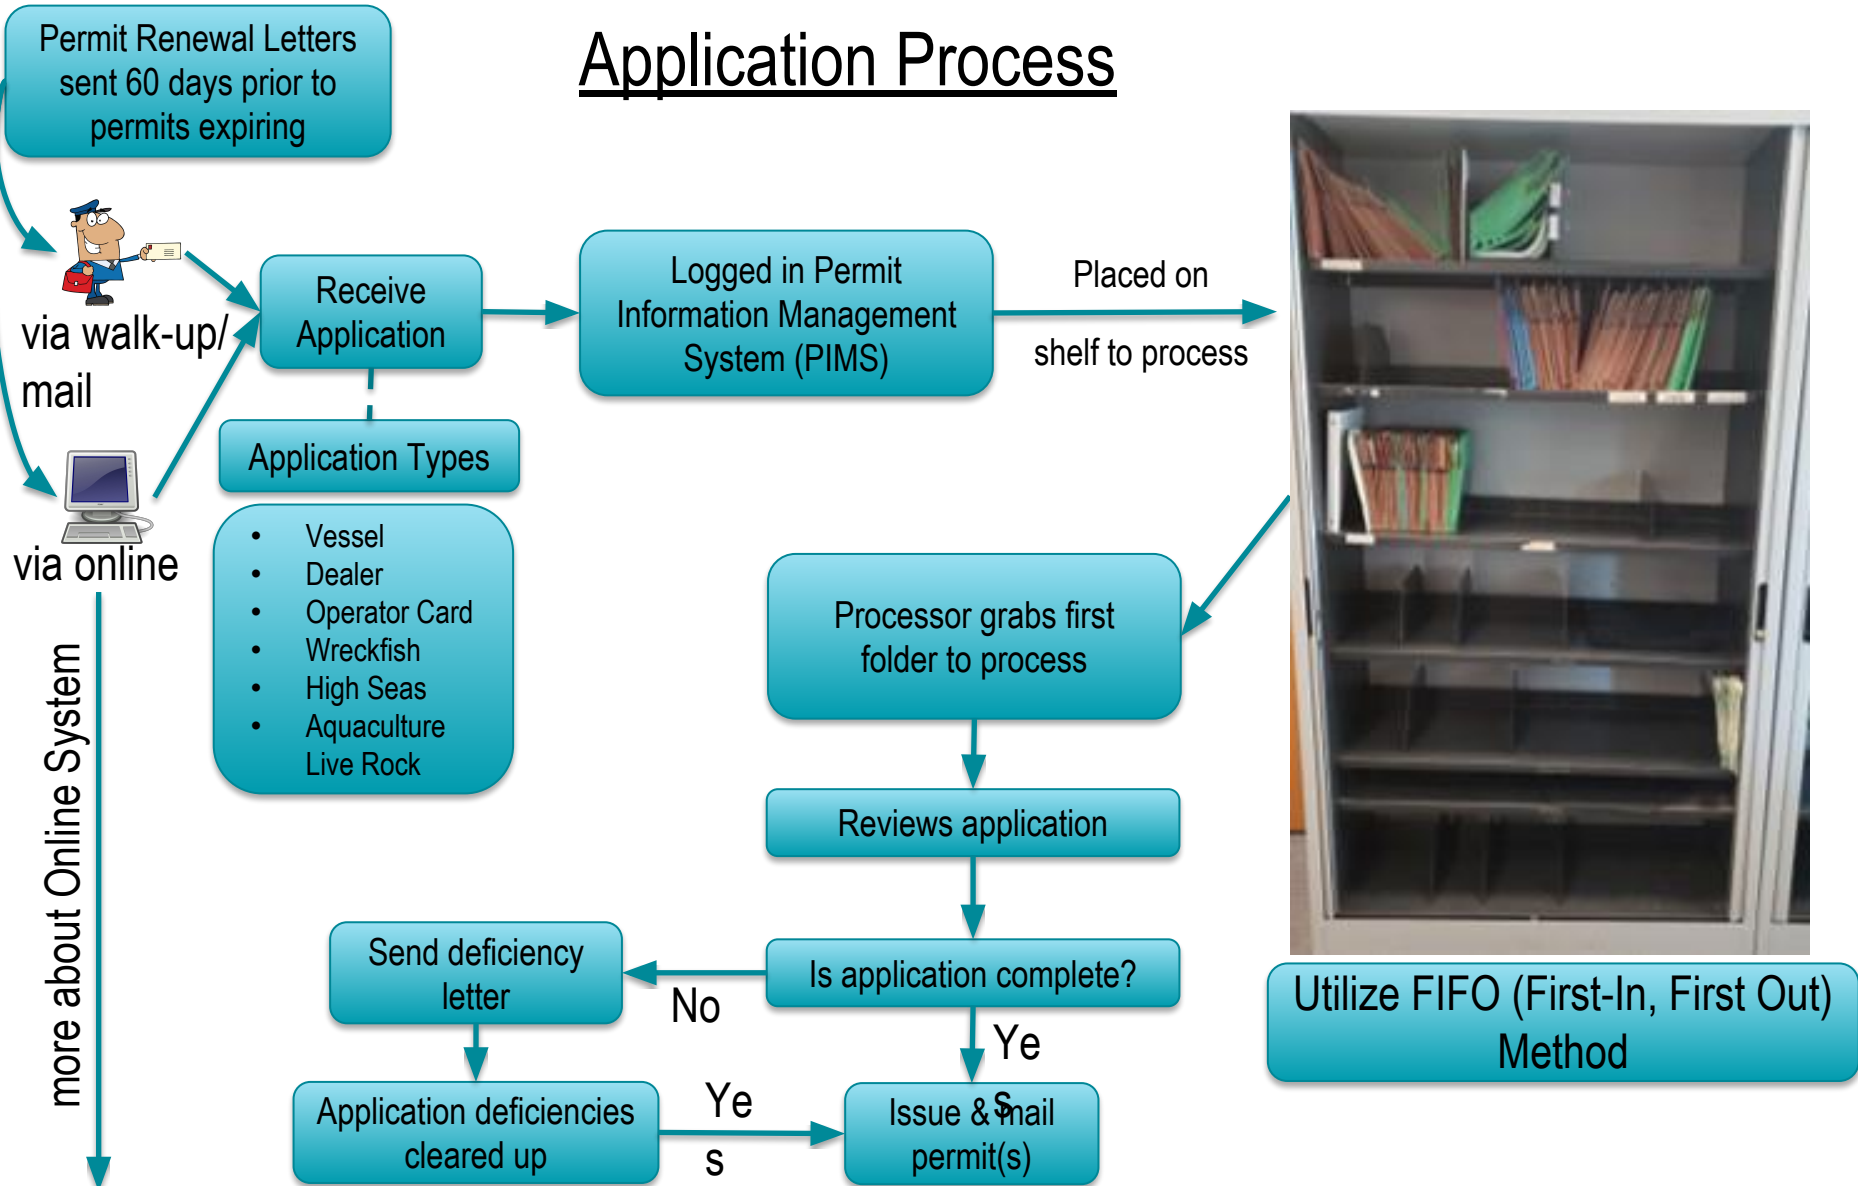 Application Process
Permit Renewal Letters
sent 60 days prior to
permits expiring
via walk-up/
mail
via online
more about Online System
Receive
Application
Application Types
• Vessel
• Dealer
• Operator Card
• Wreckfish
• High Seas
• Aquaculture
Live Rock
Logged in Permit
Information Management
System (PIMS)
Placed on
shelf to process
Utilize FIFO (First-In, First Out)
Method
Processor grabs first
folder to process
Reviews application
Is application complete?
No
Ye
s
Send deficiency
letter
Application deficiencies
cleared up
Ye
s
Issue & mail
permit(s)